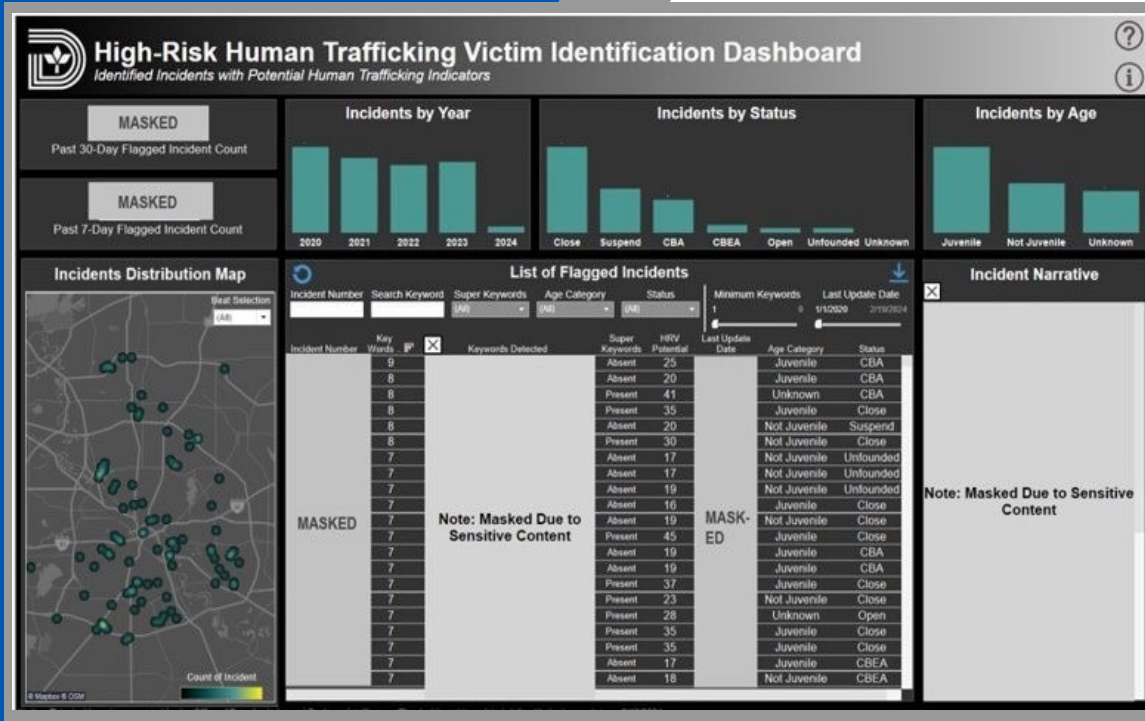 High-Risk Human Trafficking Victim Identification Dashboard
Identified Incidents with Potential Human Trafficking Indicators
?
i
MASKED
Past 30-Day Flagged Incident Count
MASKED
Past 7-Day Flagged Incident Count
Incidents by Year
2020 2021 2022 2023 2024
Incidents by Status
Close Suspend CBA CBEA Open Unfounded Unknown
Incidents by Age
Juvenile Not Juvenile Unknown
Incidents Distribution Map
Beat Selection
(All)
Count of Incident
© Mapbox © OSM
List of Flagged Incidents
Incident Number Search Keyword Super Keywords Age Category Status Minimum Keywords Last Update Date
(All) (All) (All) 1 9 1/1/2020 2/19/2024
Incident Number Key Words .. Keywords Detected Super Keywords HRV Potential Last Update Date Age Category Status
9 Absent 25 Juvenile CBA
8 Absent 20 Juvenile CBA
8 Present 41 Unknown CBA
8 Present 35 Juvenile Close
8 Absent 20 Not Juvenile Suspend
8 Present 30 Not Juvenile Close
7 Absent 17 Not Juvenile Unfounded
7 Absent 17 Not Juvenile Unfounded
7 Absent 19 Not Juvenile Unfounded
7 Absent 16 Juvenile Close
7 Absent 19 Not Juvenile Close
7 Present 45 Juvenile Close
7 Absent 19 Juvenile CBA
7 Absent 19 Juvenile CBA
7 Present 37 Juvenile Close
7 Present 23 Not Juvenile Close
7 Present 28 Unknown Open
7 Present 35 Juvenile Close
7 Present 35 Juvenile Close
7 Absent 17 Juvenile CBEA
7 Absent 18 Not Juvenile CBEA
MASKED
Note: Masked Due to
Sensitive Content
MASK-
ED
Incident Narrative
Note: Masked Due to Sensitive
Content